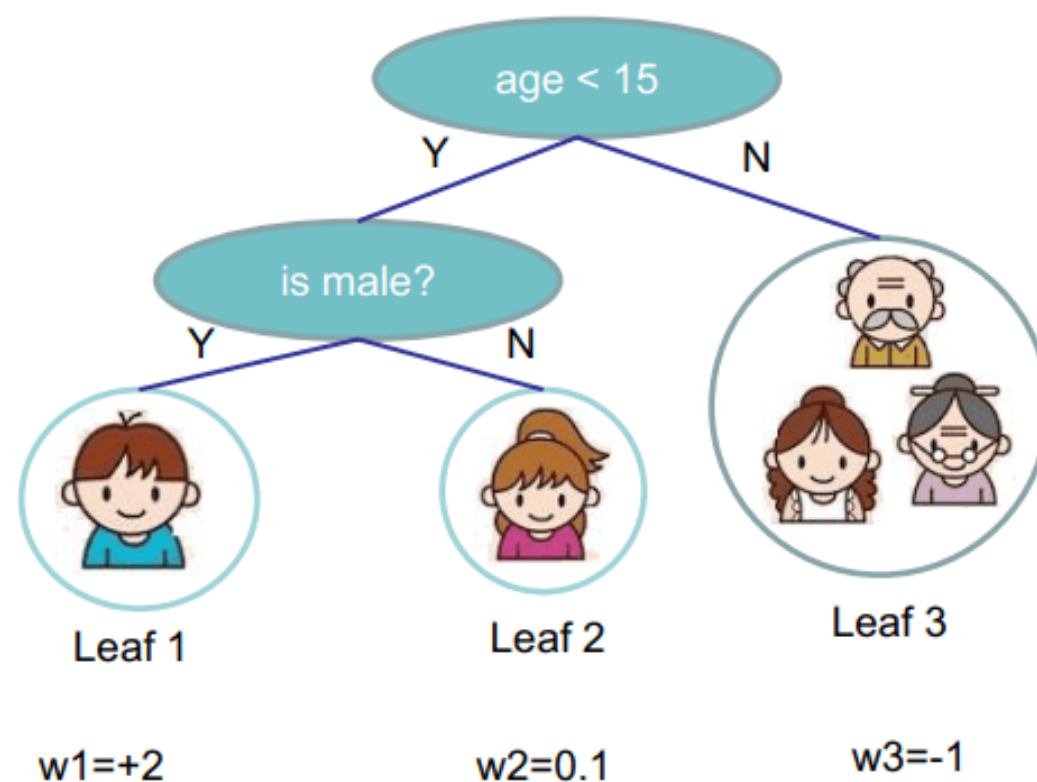 age < 15
Y
N
is male?
Y
N
Leaf 1
Leaf 2
Leaf 3
w1=+2
w2=0.1
w3=-1